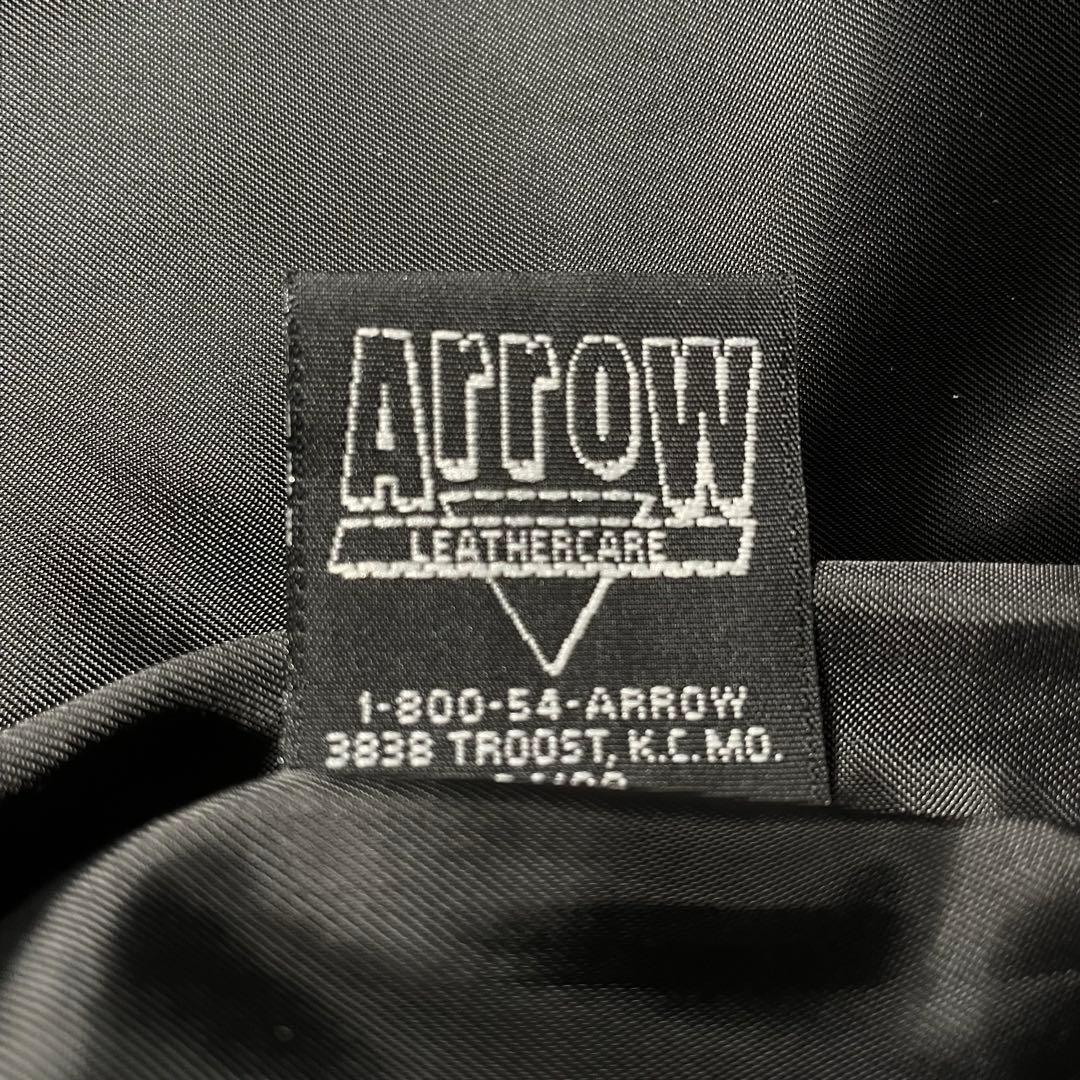 Arrow
LEATHERCARE
1-800-54-ARROW
3838 TROOST, K.C.MO.